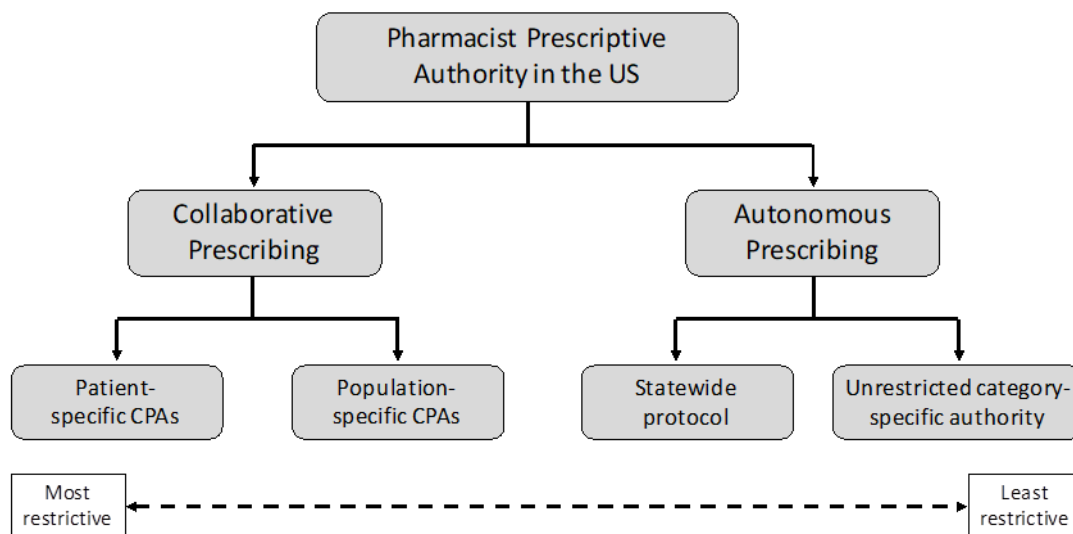 Pharmacist Prescriptive
Authority in the US
Collaborative
Prescribing
Autonomous
Prescribing
Patient-
specific CPAs
Population-
specific CPAs
Statewide
protocol
Unrestricted category-
specific authority
Most
restrictive
Least
restrictive